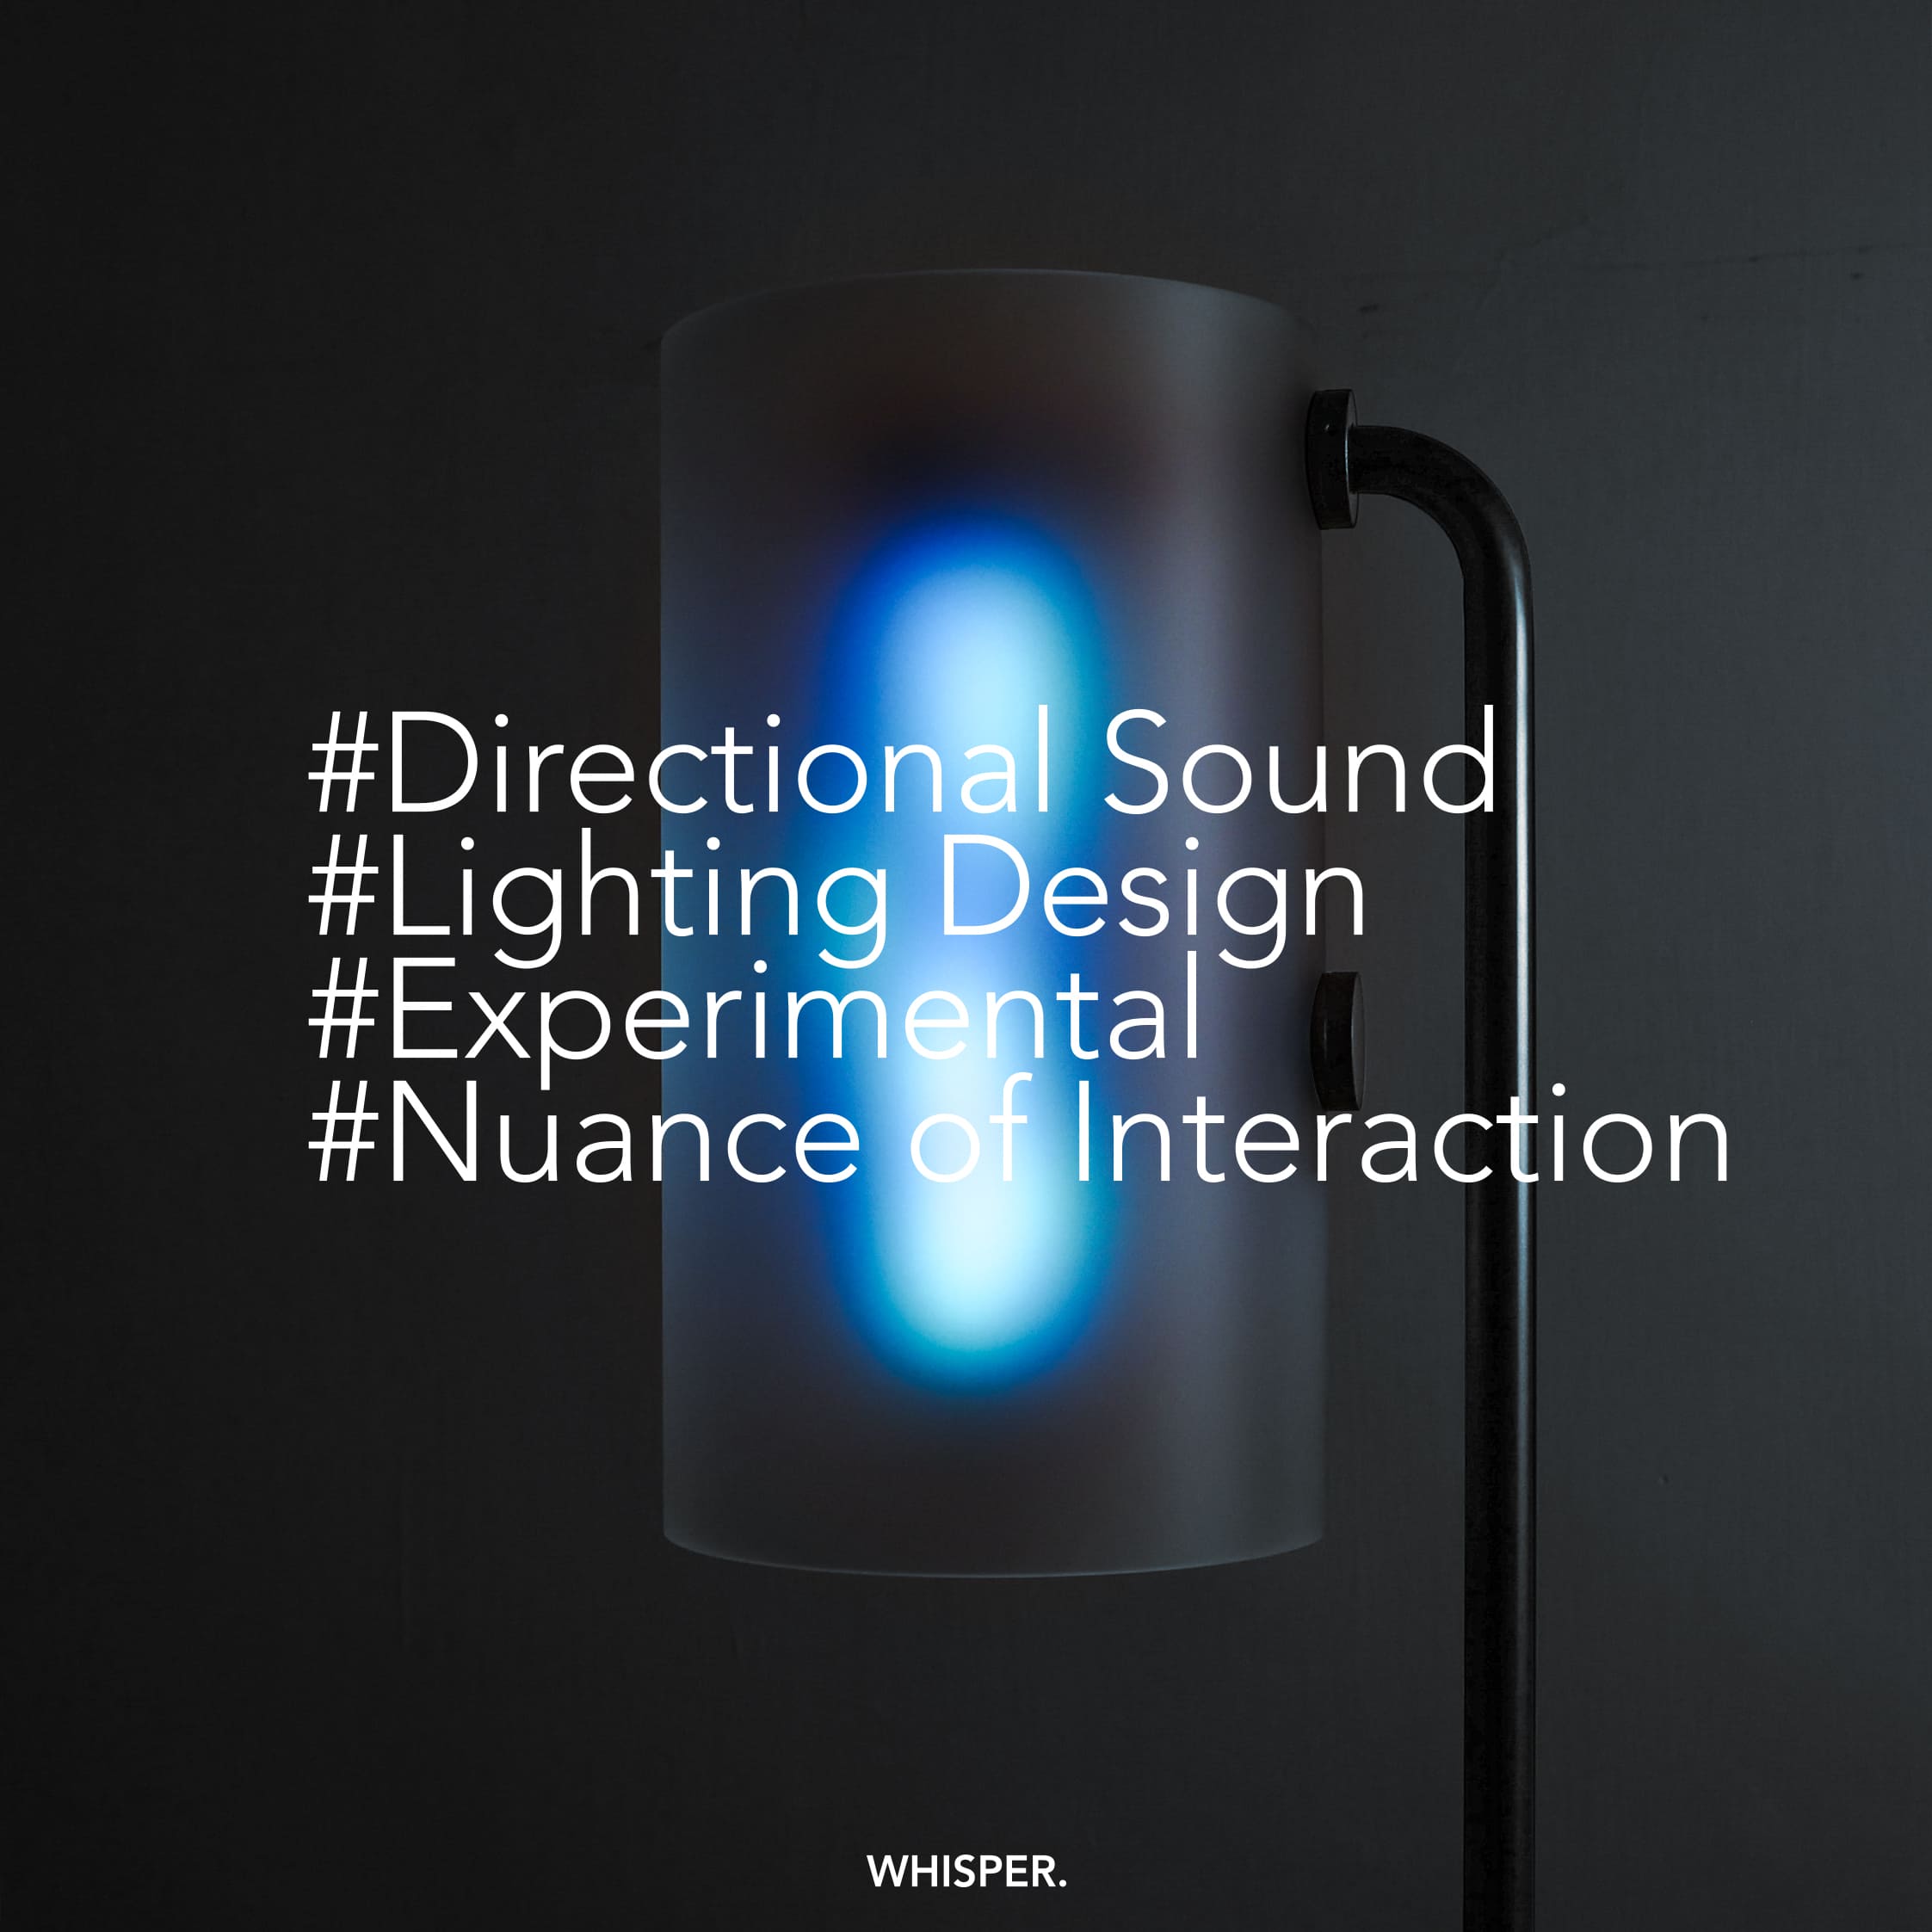 #Directional Sound
#Lighting Design
#Experimental
#Nuance of Interaction
WHISPER.